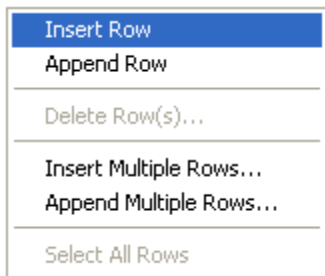 Insert Row
Append Row
Delete Row(s)...
Insert Multiple Rows...
Append Multiple Rows...
Select All Rows